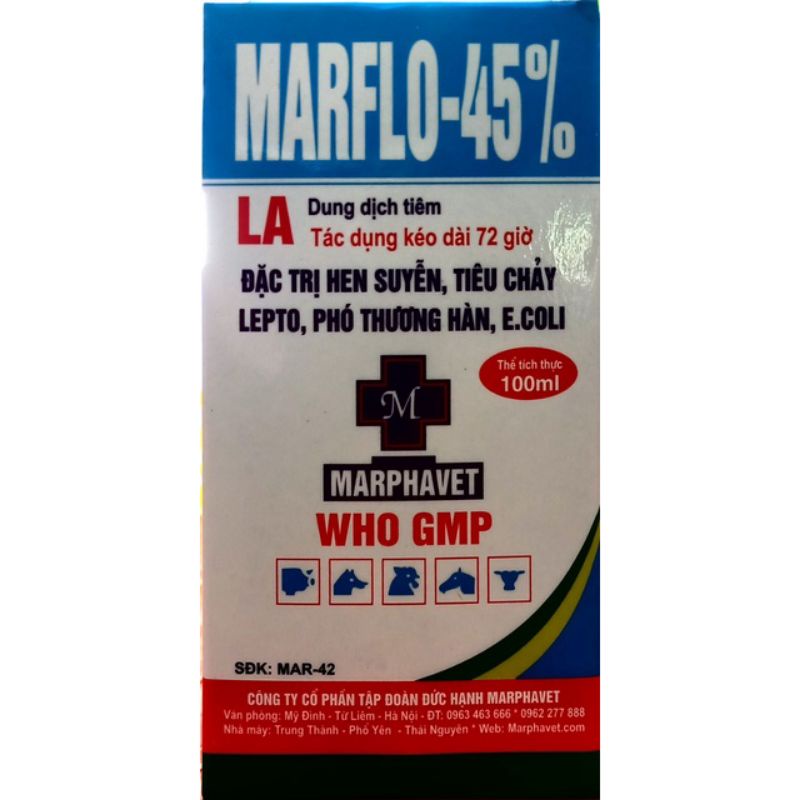 MARFLO-45%
LA Dung dịch tiêm
Tác dụng kéo dài 72 giờ
ĐẶC TRỊ HEN SUYỄN, TIÊU CHẢY
LEPTO, PHÓ THƯƠNG HÀN, E.COLI
Thể tích thực
100ml
M
MARPHAVET
WHO GMP
SĐK: MAR-42
CÔNG TY CỔ PHẦN TẬP ĐOÀN ĐỨC HẠNH MARPHAVET
Văn phòng: Mỹ Đình - Từ Liêm - Hà Nội - ĐT: 0963 463 666 * 0962 277 888
Nhà máy: Trung Thành - Phổ Yên - Thái Nguyên * Web: Marphavet.com